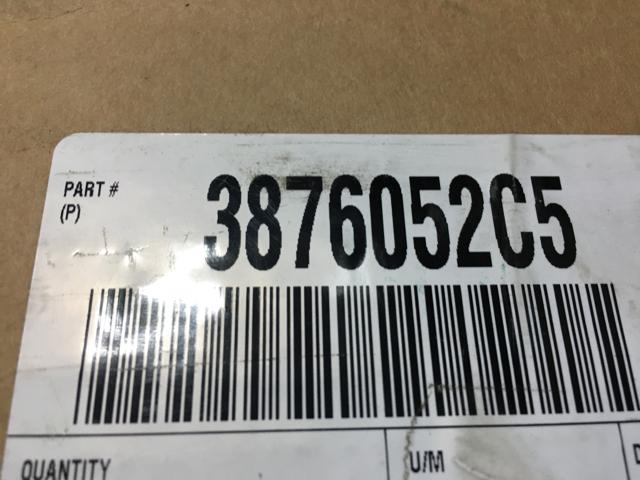 PART #
(P)
3876052C5
QUANTITY
U/M